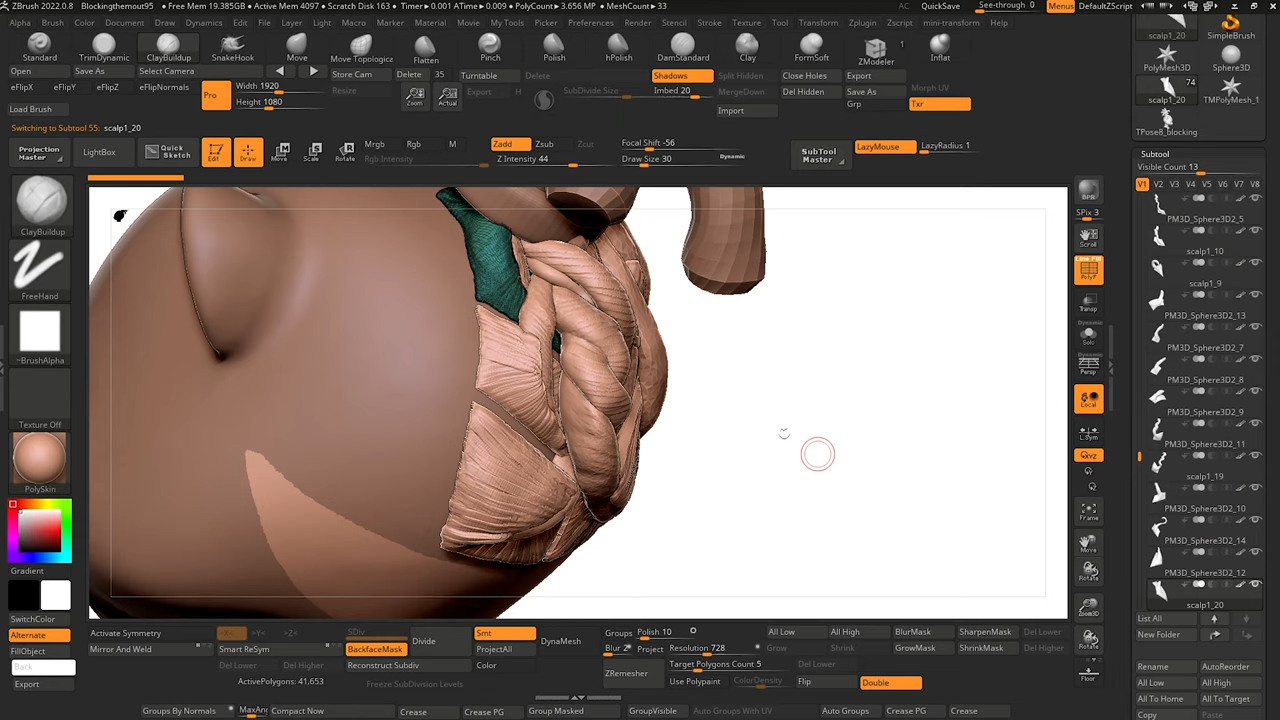 ZBrush 2022.0.8 Blockingthemout95 • Free Mem 19.385GB • Active Mem 4097 • Scratch Disk 163 • Timer▸0.001 ATime▸0.009 • PolyCount▸3.656 MP • MeshCount▸33 AC QuickSave See-through 0 Menus DefaultZScript
Alpha Brush Color Document Draw Dynamics Edit File Layer Light Macro Marker Material Movie My Tools Picker Preferences Render Stencil Stroke Texture Tool Transform Zplugin Zscript mini-transform Help
Standard TrimDynamic ClayBuildup SnakeHook Move Move Topologica Flatten Pinch Polish hPolish DamStandard Clay FormSoft ZModeler 1 Inflat
Open Save As Select Camera Store Cam Delete 35 Turntable Delete Shadows Split Hidden Close Holes Export
eFlipX eFlipY eFlipZ eFlipNormals Pro Width 1920 Height 1080 Resize Zoom Actual Export H SubDivide Size Imbed 20 MergeDown Del Hidden Save As Morph UV
Load Brush Import Grp Txr
Switching to Subtool 55: scalp1_20
Projection Master LightBox Quick Sketch Edit Draw Move Scale Rotate Mrgb Rgb M Rgb Intensity Zadd Zsub Zcut Z Intensity 44 Focal Shift -56 Draw Size 30 Dynamic SubTool Master LazyMouse LazyRadius 1
ClayBuildup
FreeHand
~BrushAlpha
Texture Off
PolySkin
Gradient
SwitchColor
Alternate
FillObject
Back
Export
BPR
SPix 3
Scroll
Line Fill
PolyF
Transp
Dynamic
Solo
Dynamic
Persp
Local
L.Sym
XYZ
Frame
Move
Rotate
Zoom3D
Rotate
Floor
scalp1_20 SimpleBrush
PolyMesh3D Sphere3D
74
scalp1_20 TMPolyMesh_1
TPose8_blocking
Subtool
Visible Count 13
V1 V2 V3 V4 V5 V6 V7 V8
PM3D_Sphere3D2_5
scalp1_10
scalp1_9
PM3D_Sphere3D2_13
PM3D_Sphere3D2_7
PM3D_Sphere3D2_8
PM3D_Sphere3D2_9
PM3D_Sphere3D2_11
scalp1_19
PM3D_Sphere3D2_10
PM3D_Sphere3D2_14
PM3D_Sphere3D2_12
scalp1_20
List All
New Folder
Rename AutoReorder
All Low All High
All To Home All To Target
Copy Paste
Activate Symmetry >X< >Y< >Z< SDiv Divide Smt DynaMesh Groups Polish 10 All Low All High BlurMask SharpenMask Del Lower
Mirror And Weld Smart ReSym BackfaceMask ProjectAll Blur 2 Project Resolution 728 Grow Shrink GrowMask ShrinkMask Del Higher
Del Lower Del Higher Reconstruct Subdiv Color ZRemesher Target Polygons Count 5 Del Lower
ActivePolygons: 41,653 Freeze SubDivision Levels Use Polypaint ColorDensity Flip Double
Groups By Normals Compact Now Crease Crease PG Group Masked GroupVisible Auto Groups With UV Auto Groups Crease PG Crease